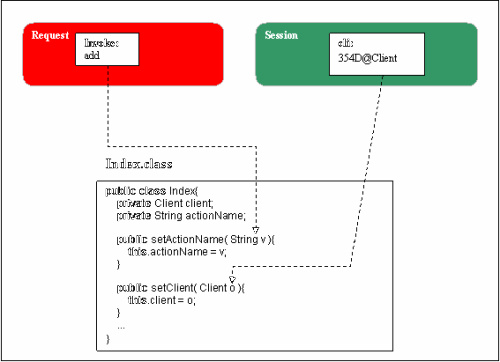 Request
Invoke:
add
Session
cli:
354D@Client
Index.class
public class Index{
private Client client;
private String actionName;
public setActionName( String v ){
this.actionName = v;
}
public setClient( Client o ){
this.client = o;
}
...
}